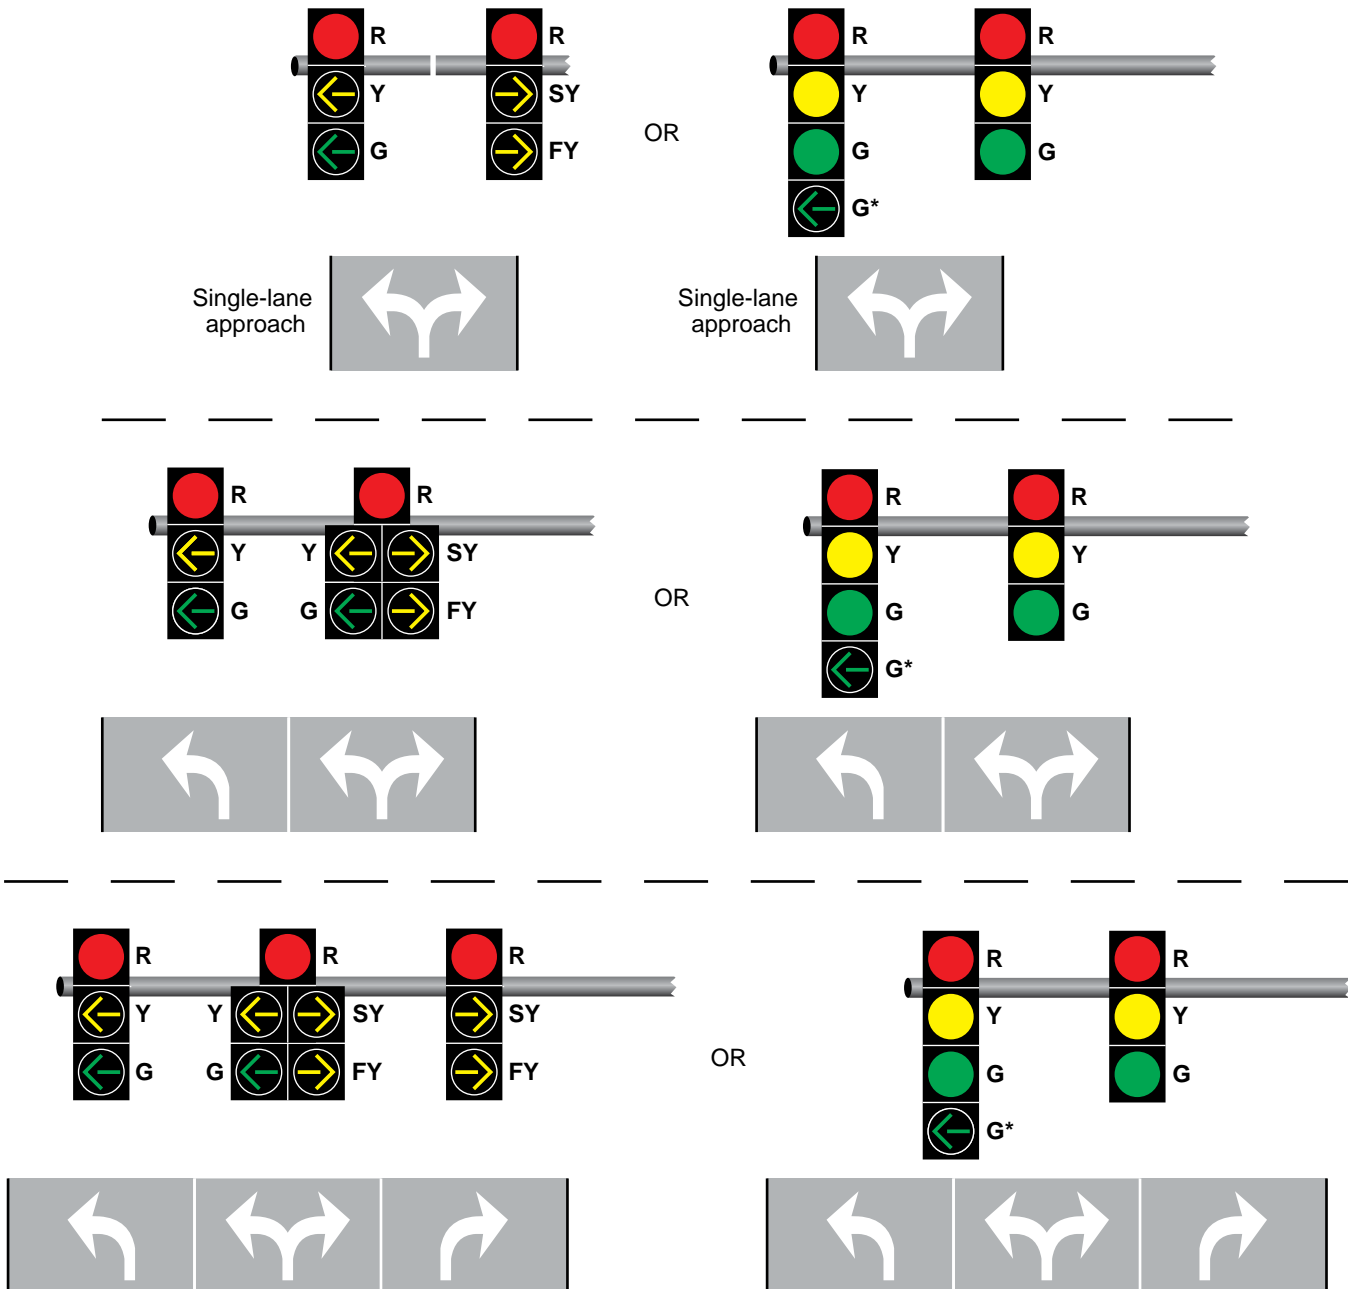 R R R R
Y SY Y Y
G FY OR G G
G*
Single-lane approach Single-lane approach
R R R R
Y Y SY Y Y
G G FY OR G G
G*
R R R R R
Y Y SY SY Y Y
G G FY FY OR G G
G*